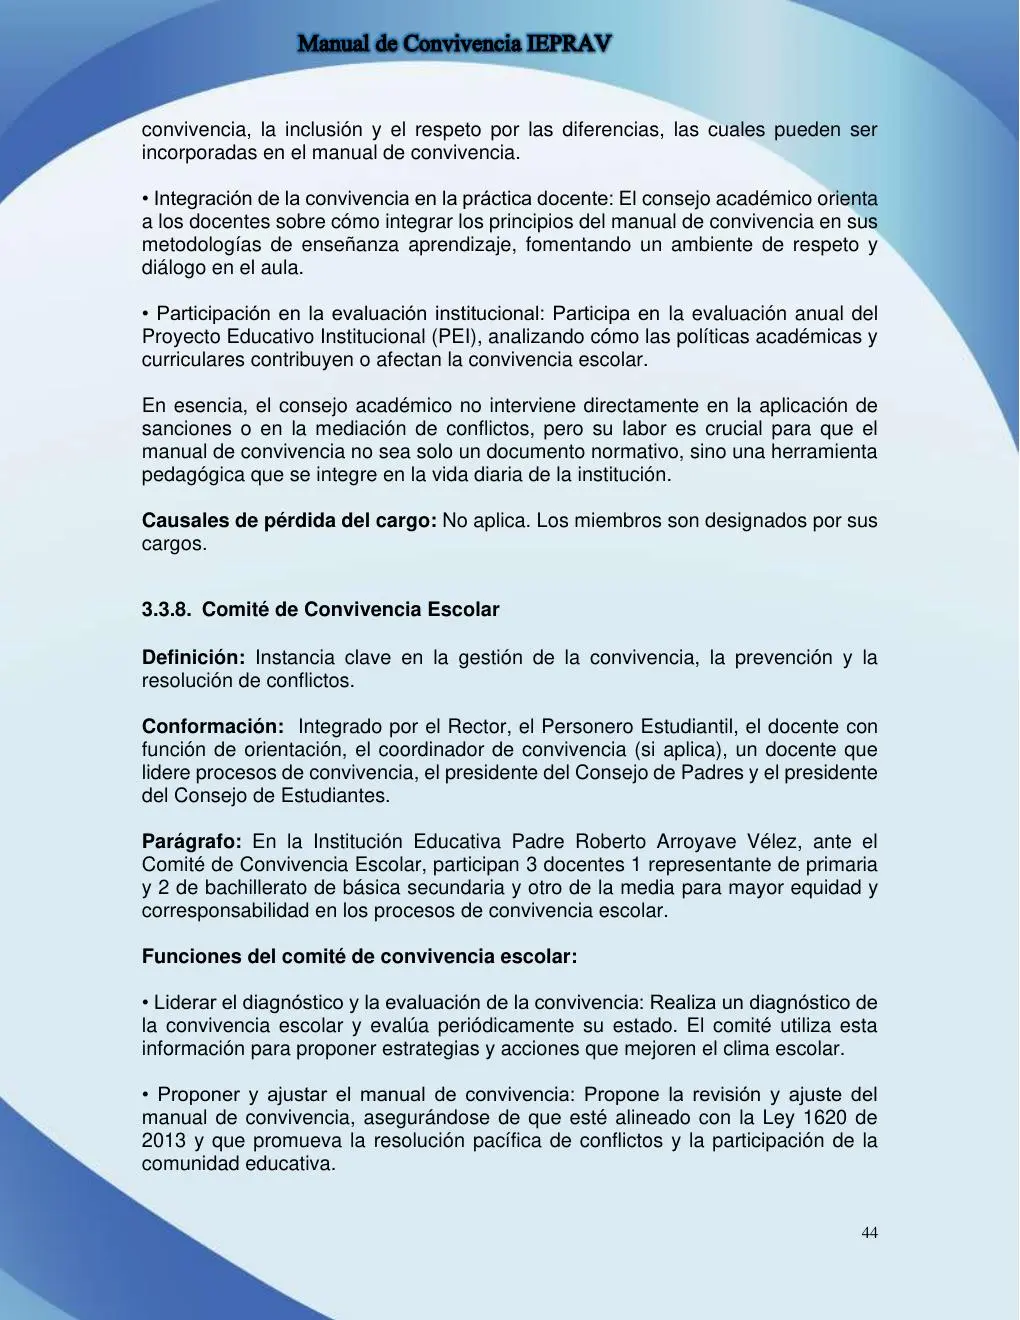 Manual de Convivencia IEPRAV
convivencia, la inclusión y el respeto por las diferencias, las cuales pueden ser
incorporadas en el manual de convivencia.
• Integración de la convivencia en la práctica docente: El consejo académico orienta
a los docentes sobre cómo integrar los principios del manual de convivencia en sus
metodologías de enseñanza aprendizaje, fomentando un ambiente de respeto y
diálogo en el aula.
• Participación en la evaluación institucional: Participa en la evaluación anual del
Proyecto Educativo Institucional (PEI), analizando cómo las políticas académicas y
curriculares contribuyen o afectan la convivencia escolar.
En esencia, el consejo académico no interviene directamente en la aplicación de
sanciones o en la mediación de conflictos, pero su labor es crucial para que el
manual de convivencia no sea solo un documento normativo, sino una herramienta
pedagógica que se integre en la vida diaria de la institución.
Causales de pérdida del cargo: No aplica. Los miembros son designados por sus
cargos.
3.3.8. Comité de Convivencia Escolar
Definición: Instancia clave en la gestión de la convivencia, la prevención y la
resolución de conflictos.
Conformación: Integrado por el Rector, el Personero Estudiantil, el docente con
función de orientación, el coordinador de convivencia (si aplica), un docente que
lidere procesos de convivencia, el presidente del Consejo de Padres y el presidente
del Consejo de Estudiantes.
Parágrafo: En la Institución Educativa Padre Roberto Arroyave Vélez, ante el
Comité de Convivencia Escolar, participan 3 docentes 1 representante de primaria
y 2 de bachillerato de básica secundaria y otro de la media para mayor equidad y
corresponsabilidad en los procesos de convivencia escolar.
Funciones del comité de convivencia escolar:
• Liderar el diagnóstico y la evaluación de la convivencia: Realiza un diagnóstico de
la convivencia escolar y evalúa periódicamente su estado. El comité utiliza esta
información para proponer estrategias y acciones que mejoren el clima escolar.
• Proponer y ajustar el manual de convivencia: Propone la revisión y ajuste del
manual de convivencia, asegurándose de que esté alineado con la Ley 1620 de
2013 y que promueva la resolución pacífica de conflictos y la participación de la
comunidad educativa.
44